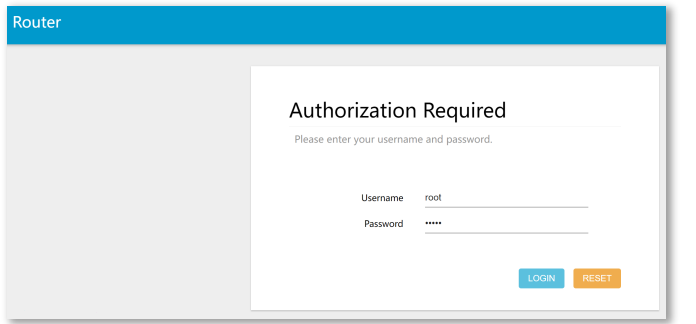 Router
Authorization Required
Please enter your username and password.
Username root
Password •••••
LOGIN RESET